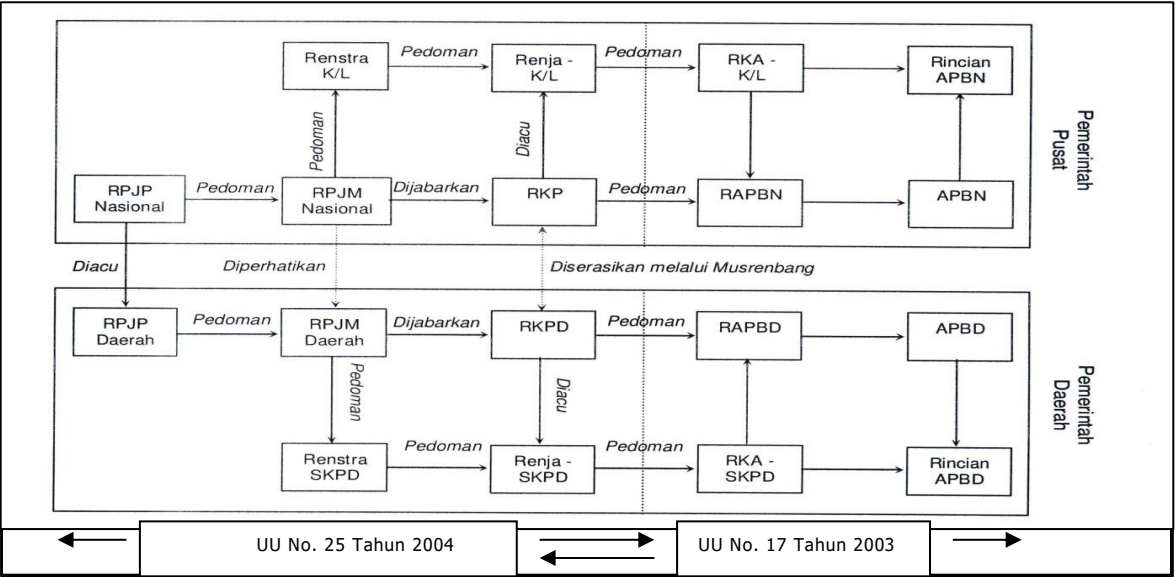 Renstra
K/L
Pedoman
Renja -
K/L
Pedoman
RKA -
K/L
Rincian
APBN
Pedoman
Diacu
Pemerintah
Pusat
RPJP
Nasional
Pedoman
RPJM
Nasional
Dijabarkan
RKP
Pedoman
RAPBN
APBN
Diacu
Diperhatikan
Diserasikan melalui Musrenbang
RPJP
Daerah
Pedoman
RPJM
Daerah
Dijabarkan
RKPD
Pedoman
RAPBD
APBD
Pedoman
Diacu
Pemerintah
Daerah
Renstra
SKPD
Pedoman
Renja -
SKPD
Pedoman
RKA -
SKPD
Rincian
APBD
UU No. 25 Tahun 2004
UU No. 17 Tahun 2003